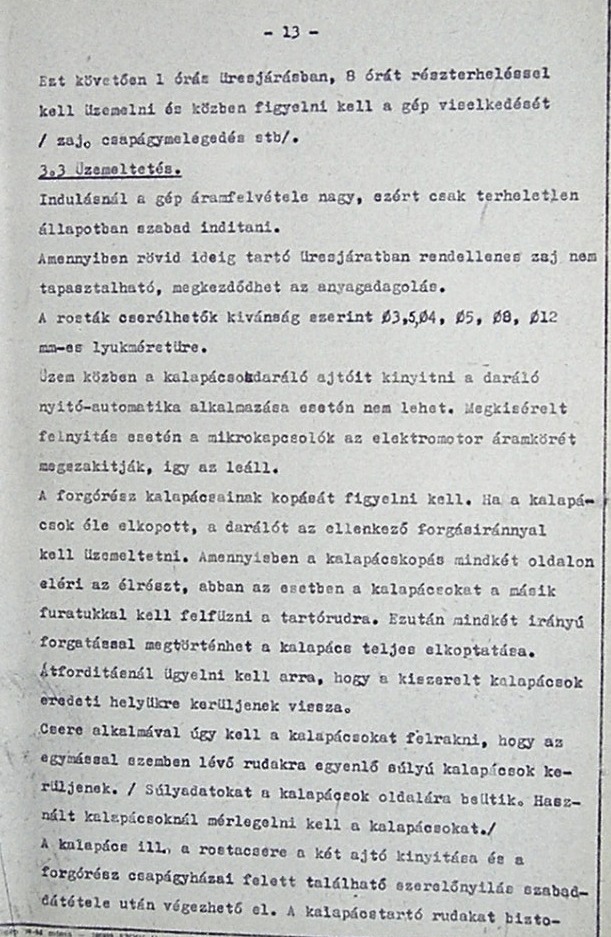 - 13 -
Ezt követően 1 órás üresjárásban, 8 órát részterheléssel
kell üzemelni és közben figyelni kell a gép viselkedését
/ zaj, csapágymelegedés stb/.
3.3 Üzemeltetés.
Indulásnál a gép áramfelvétele nagy, ezért csak terheletlen
állapotban szabad inditani.
Amennyiben rövid ideig tartó üresjáratban rendellenes zaj nem
tapasztalható, megkezdődhet az anyagadagolás.
A rosták cserélhetők kivánság szerint Ø3,5,Ø4, Ø5, Ø8, Ø12
mm-es lyukméretüre.
Üzem közben a kalapácsosdaráló ajtóit kinyitni a daráló
nyitó-automatika alkalmazása esetén nem lehet. Megkisérelt
felnyitás esetén a mikrokapcsolók az elektromotor áramkörét
megszakitják, igy az leáll.
A forgórész kalapácsainak kopását figyelni kell. Ha a kalapá-
csok éle elkopott, a darálót az ellenkező forgásiránnyal
kell üzemeltetni. Amennyisben a kalapácskopás mindkét oldalon
eléri az élrészt, abban az esetben a kalapácsokat a másik
furatukkal kell felfüzni a tartórudra. Ezután mindkét irányú
forgatással megtörténhet a kalapács teljes elkoptatása.
Átforditásnál ügyelni kell arra, hogy a kiszerelt kalapácsok
eredeti helyükre kerüljenek vissza.
Csere alkalmával úgy kell a kalapácsokat felrakni, hogy az
egymással szemben lévő rudakra egyenlő súlyú kalapácsok ke-
rüljenek. / Súlyadatokat a kalapácsok oldalára beütik. Hasz-
nált kalapácsoknál mérlegelni kell a kalapácsokat./
A kalapács ill. a rostacsere a két ajtó kinyitása és a
forgórész csapágyházai felett található szerelőnyilás szabad-
dátétele után végezhető el. A kalapácstartó rudakat bizto-